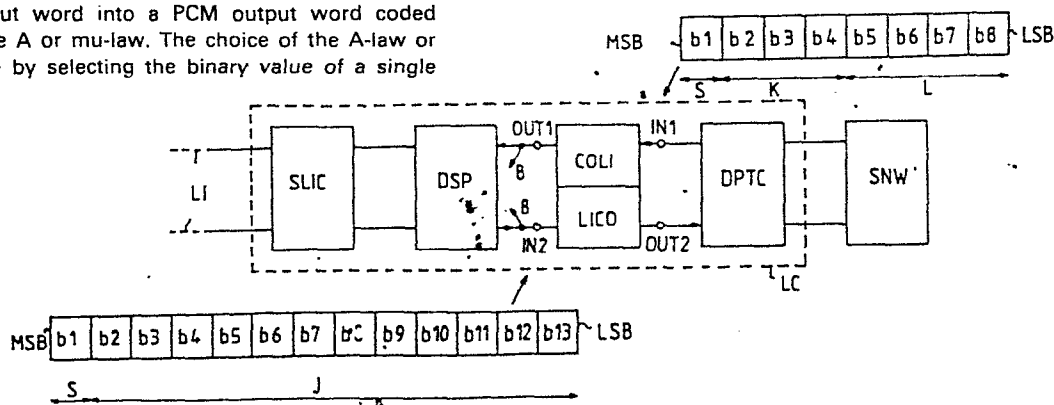 ut word into a PCM output word coded
e A or mu-law. The choice of the A-law or
by selecting the binary value of a single
MSB b1 b2 b3 b4 b5 b6 b7 b8 LSB
S K L
OUT1 IN1
SLIC DSP B COLI DPTC SNW
LI
B LICO
IN2 OUT2
LC
MSB b1 b2 b3 b4 b5 b6 b7 b9 b10 b11 b12 b13 LSB
S J